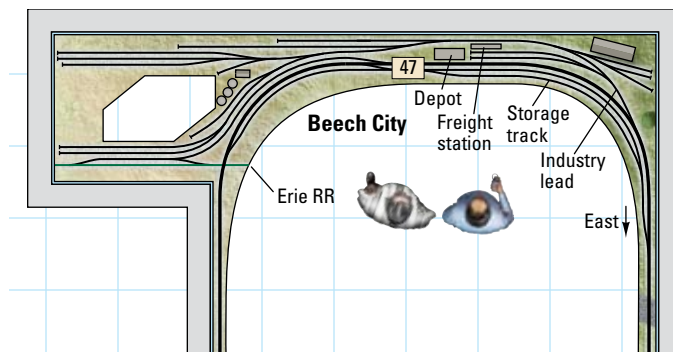 47
Depot
Beech City
Freight
station
Storage
track
Industry
lead
Erie RR
East